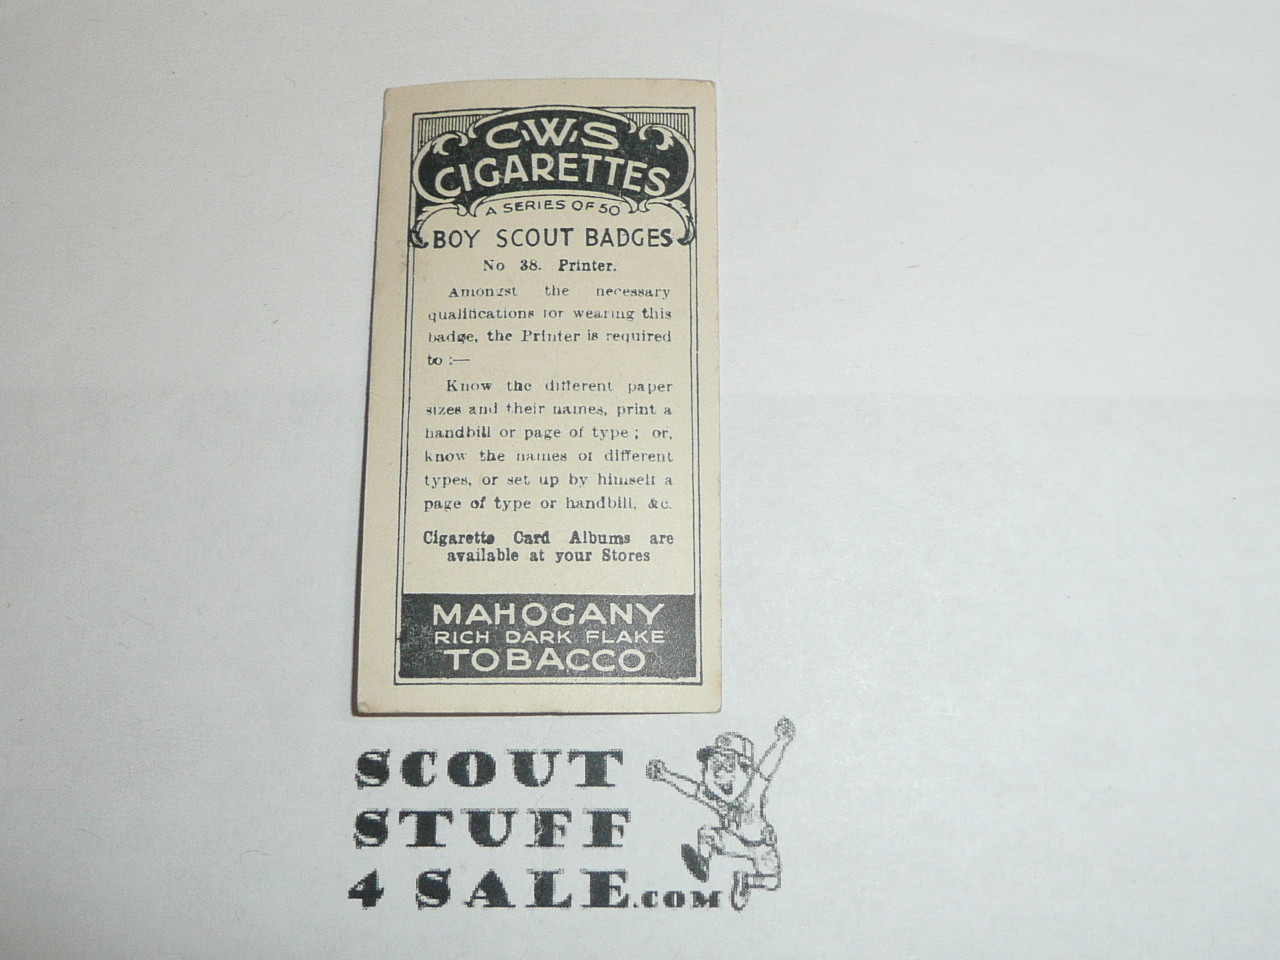 C.W.S
CIGARETTES
A SERIES OF 50
BOY SCOUT BADGES
No 38. Printer.
Amongst the necessary
qualifications for wearing this
badge, the Printer is required
to :—
Know the different paper
sizes and their names, print a
handbill or page of type ; or,
know the names of different
types, or set up by himself a
page of type or handbill, &c.
Cigarette Card Albums are
available at your Stores
MAHOGANY
RICH DARK FLAKE
TOBACCO
SCOUT
STUFF
4 SALE.COM